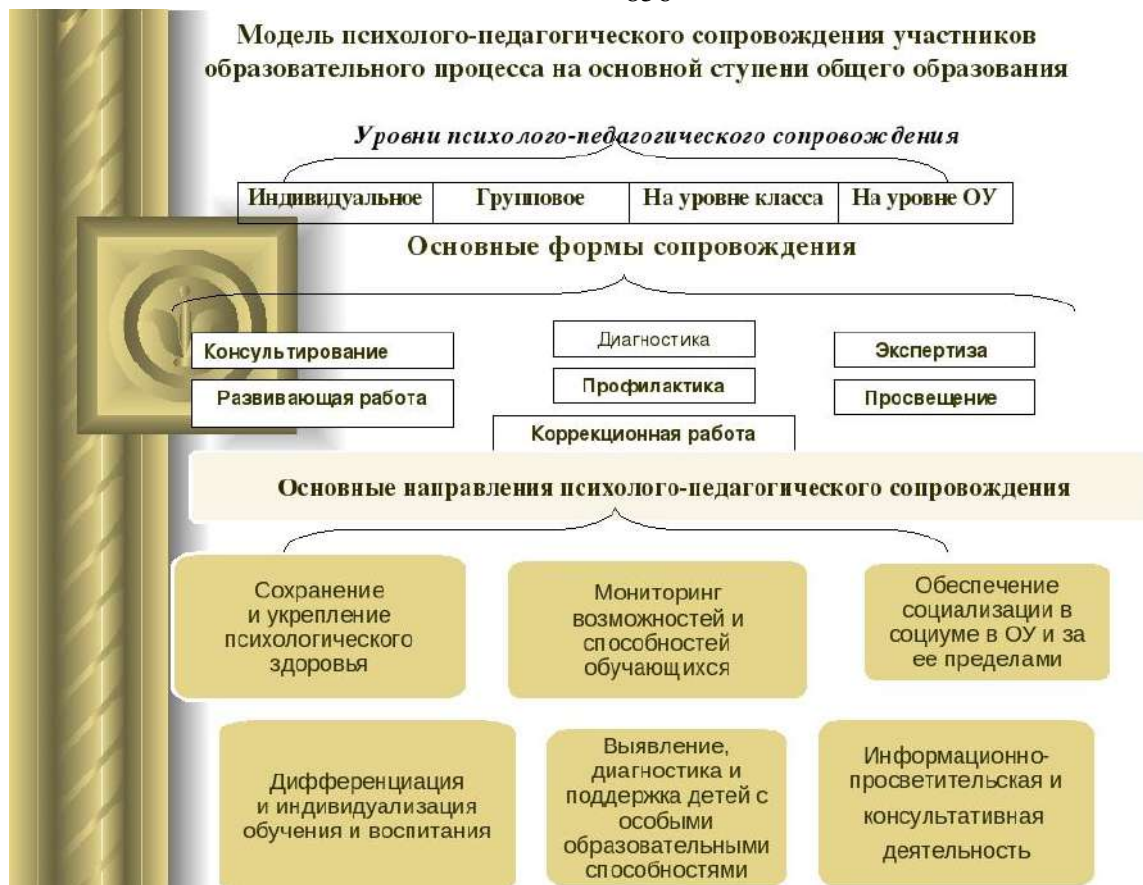 Модель психолого-педагогического сопровождения участников
образовательного процесса на основной ступени общего образования
Уровни психолого-педагогического сопровождения
Индивидуальное
Групповое
На уровне класса
На уровне ОУ
Основные формы сопровождения
Консультирование
Диагностика
Экспертиза
Развивающая работа
Профилактика
Просвещение
Коррекционная работа
Основные направления психолого-педагогического сопровождения
Сохранение
и укрепление
психологического
здоровья
Мониторинг
возможностей и
способностей
обучающихся
Обеспечение
социализации в
социуме в ОУ и за
ее пределами
Дифференциация
и индивидуализация
обучения и воспитания
Выявление,
диагностика и
поддержка детей с
особыми
образовательными
способностями
Информационно-
просветительская и
консультативная
деятельность